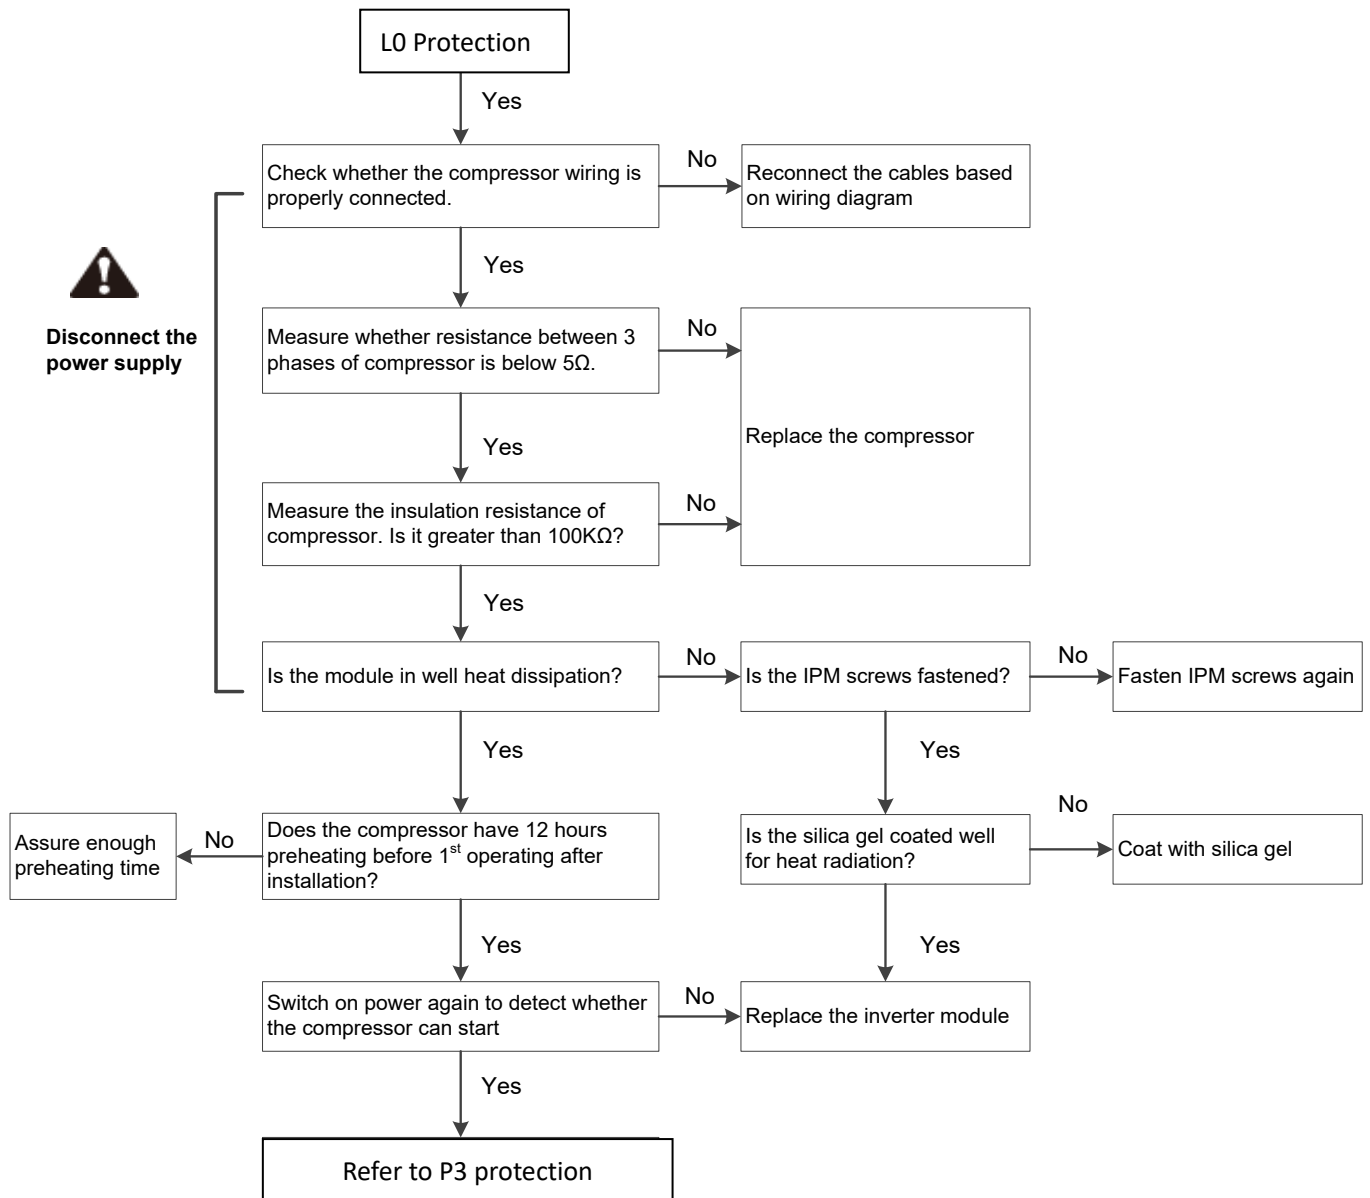 L0 Protection
Yes
Check whether the compressor wiring is
properly connected.
No
Reconnect the cables based
on wiring diagram
Yes
Disconnect the
power supply
Measure whether resistance between 3
phases of compressor is below 5Ω.
No
Replace the compressor
Yes
Measure the insulation resistance of
compressor. Is it greater than 100KΩ?
No
Yes
Is the module in well heat dissipation?
No
Is the IPM screws fastened?
No
Fasten IPM screws again
Yes
Yes
Assure enough
preheating time
No
Does the compressor have 12 hours
preheating before 1st operating after
installation?
Is the silica gel coated well
for heat radiation?
No
Coat with silica gel
Yes
Yes
Switch on power again to detect whether
the compressor can start
No
Replace the inverter module
Yes
Refer to P3 protection